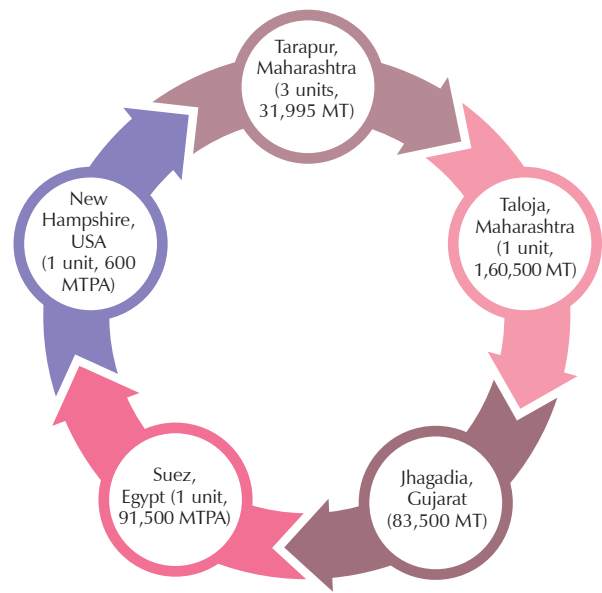 Tarapur,
Maharashtra
(3 units,
31,995 MT)
Taloja,
Maharashtra
(1 unit,
1,60,500 MT)
Jhagadia,
Gujarat
(83,500 MT)
Suez,
Egypt (1 unit,
91,500 MTPA)
New
Hampshire,
USA
(1 unit, 600
MTPA)